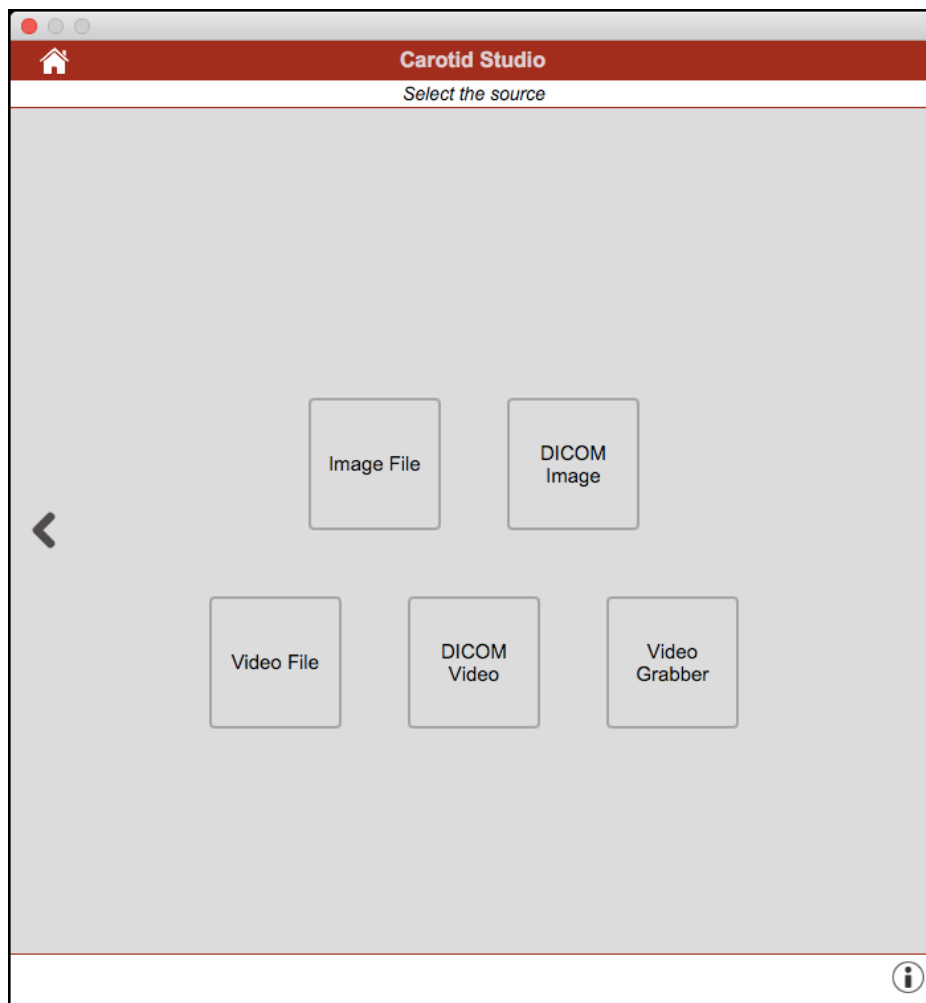 Carotid Studio
Select the source
Image File
DICOM
Image
Video File
DICOM
Video
Video
Grabber